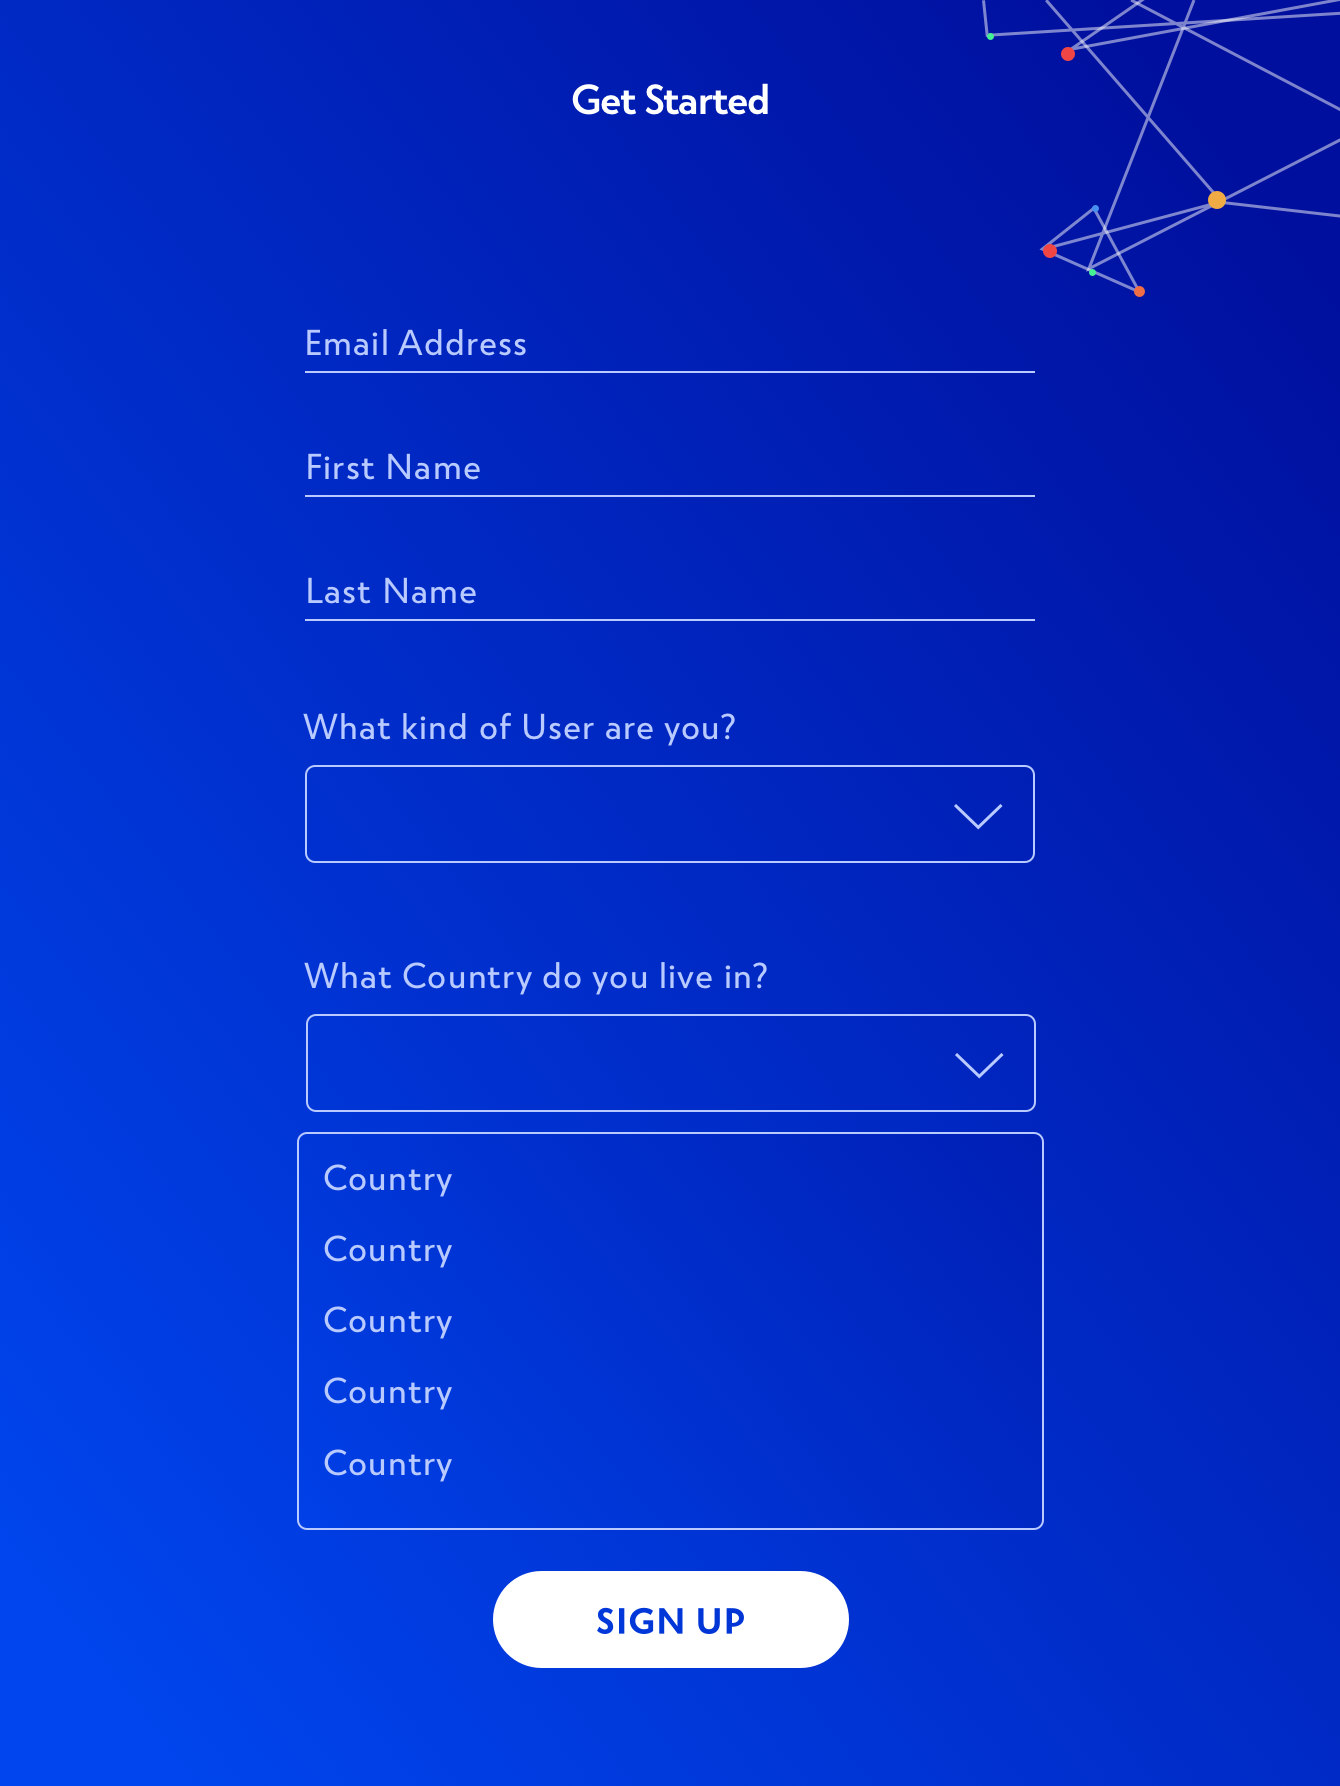 Get Started
Email Address
First Name
Last Name
What kind of User are you?
What Country do you live in?
Country
Country
Country
Country
Country
SIGN UP